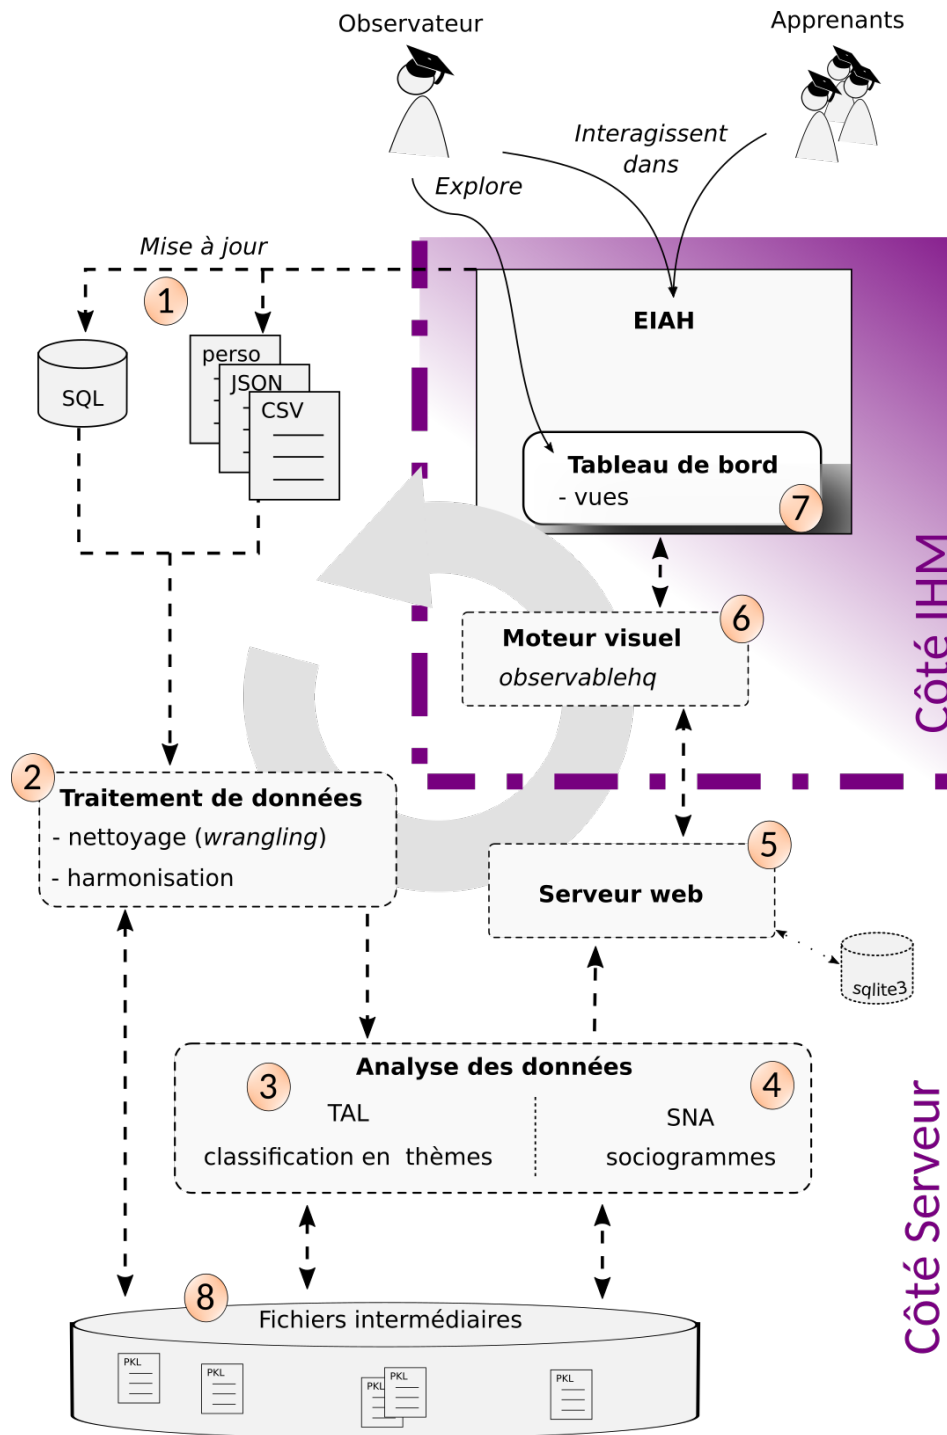 Observateur
Apprenants
Interagissent
dans
Explore
Mise à jour
1
EIAH
perso
JSON
CSV
SQL
Tableau de bord
- vues
7
Côté IHM
6
Moteur visuel
observablehq
2
Traitement de données
- nettoyage (wrangling)
- harmonisation
5
Serveur web
sqlite3
Analyse des données
3
4
TAL
classification en thèmes
SNA
sociogrammes
Côté Serveur
8
Fichiers intermédiaires
PKL
PKL
PKL
PKL
PKL